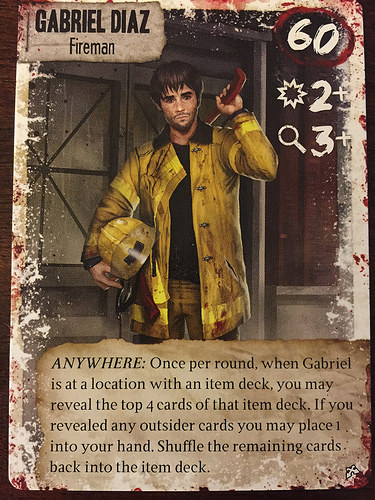 GABRIEL DIAZ
Fireman
60
2+
3+
ANYWHERE: Once per round, when Gabriel
is at a location with an item deck, you may
reveal the top 4 cards of that item deck. If you
revealed any outsider cards you may place 1
into your hand. Shuffle the remaining cards
back into the item deck.